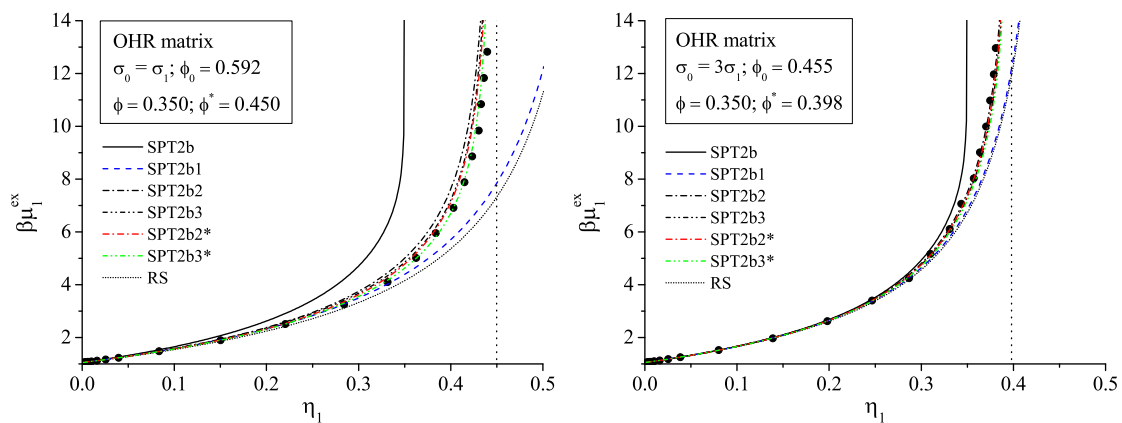 14
12
10
8
6
4
2
βμ₁ᵉˣ
OHR matrix
σ₀ = σ₁; ϕ₀ = 0.592
ϕ = 0.350; ϕ* = 0.450
SPT2b
SPT2b1
SPT2b2
SPT2b3
SPT2b2*
SPT2b3*
RS
0.0 0.1 0.2 0.3 0.4 0.5
η₁
14
12
10
8
6
4
2
βμ₁ᵉˣ
OHR matrix
σ₀ = 3σ₁; ϕ₀ = 0.455
ϕ = 0.350; ϕ* = 0.398
SPT2b
SPT2b1
SPT2b2
SPT2b3
SPT2b2*
SPT2b3*
RS
0.0 0.1 0.2 0.3 0.4 0.5
η₁